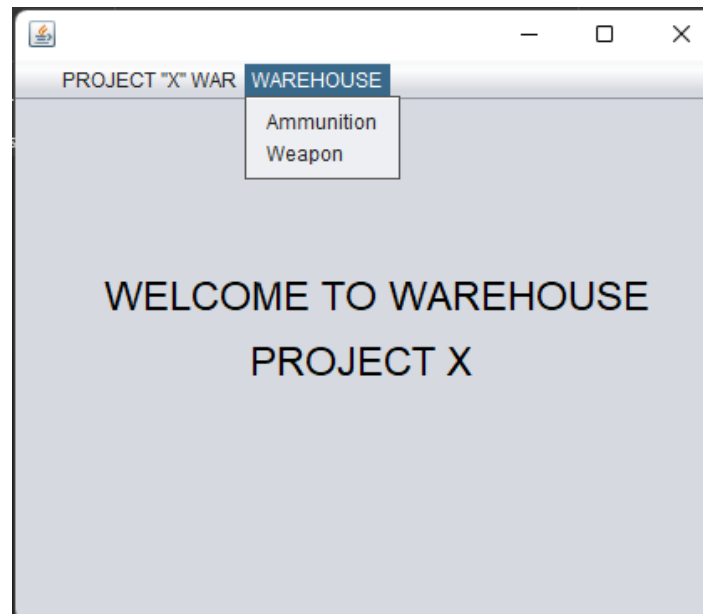 PROJECT "X" WAR WAREHOUSE
Ammunition
Weapon
WELCOME TO WAREHOUSE
PROJECT X